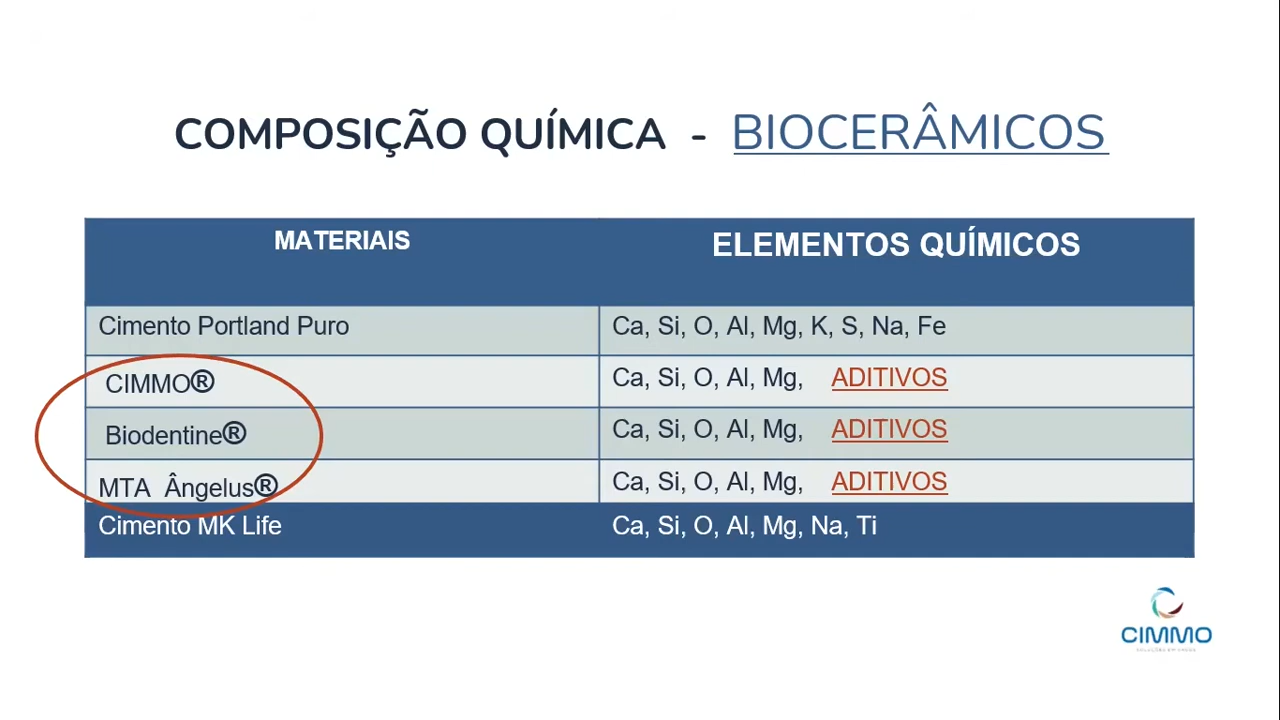 COMPOSIÇÃO QUÍMICA - BIOCERÂMICOS
MATERIAIS ELEMENTOS QUÍMICOS
Cimento Portland Puro Ca, Si, O, Al, Mg, K, S, Na, Fe
CIMMO® Ca, Si, O, Al, Mg, ADITIVOS
Biodentine® Ca, Si, O, Al, Mg, ADITIVOS
MTA Ângelus® Ca, Si, O, Al, Mg, ADITIVOS
Cimento MK Life Ca, Si, O, Al, Mg, Na, Ti
CIMMO